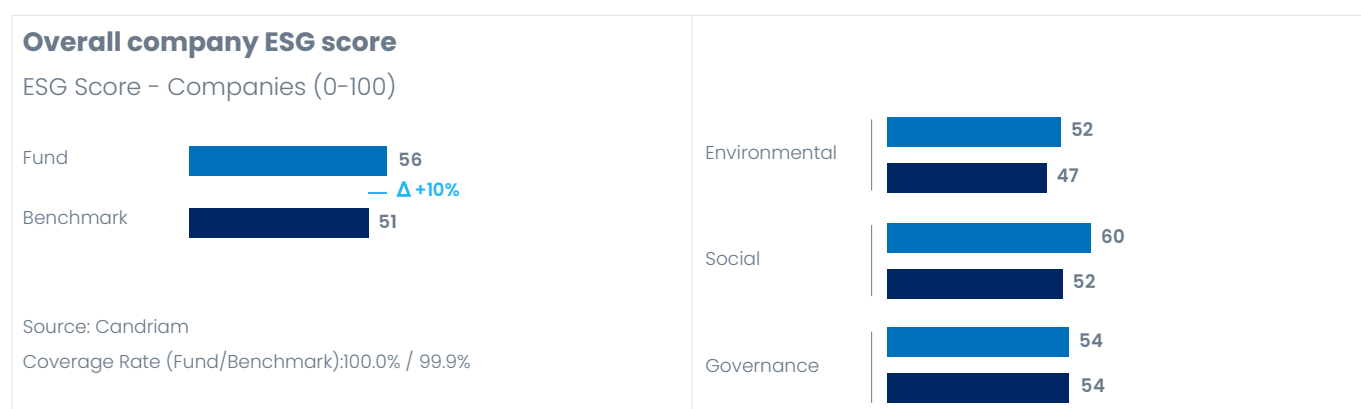 Overall company ESG score
ESG Score - Companies (0-100)
Fund
56
Δ +10%
Benchmark
51
Source: Candriam
Coverage Rate (Fund/Benchmark):100.0% / 99.9%
Environmental
52
47
Social
60
52
Governance
54
54